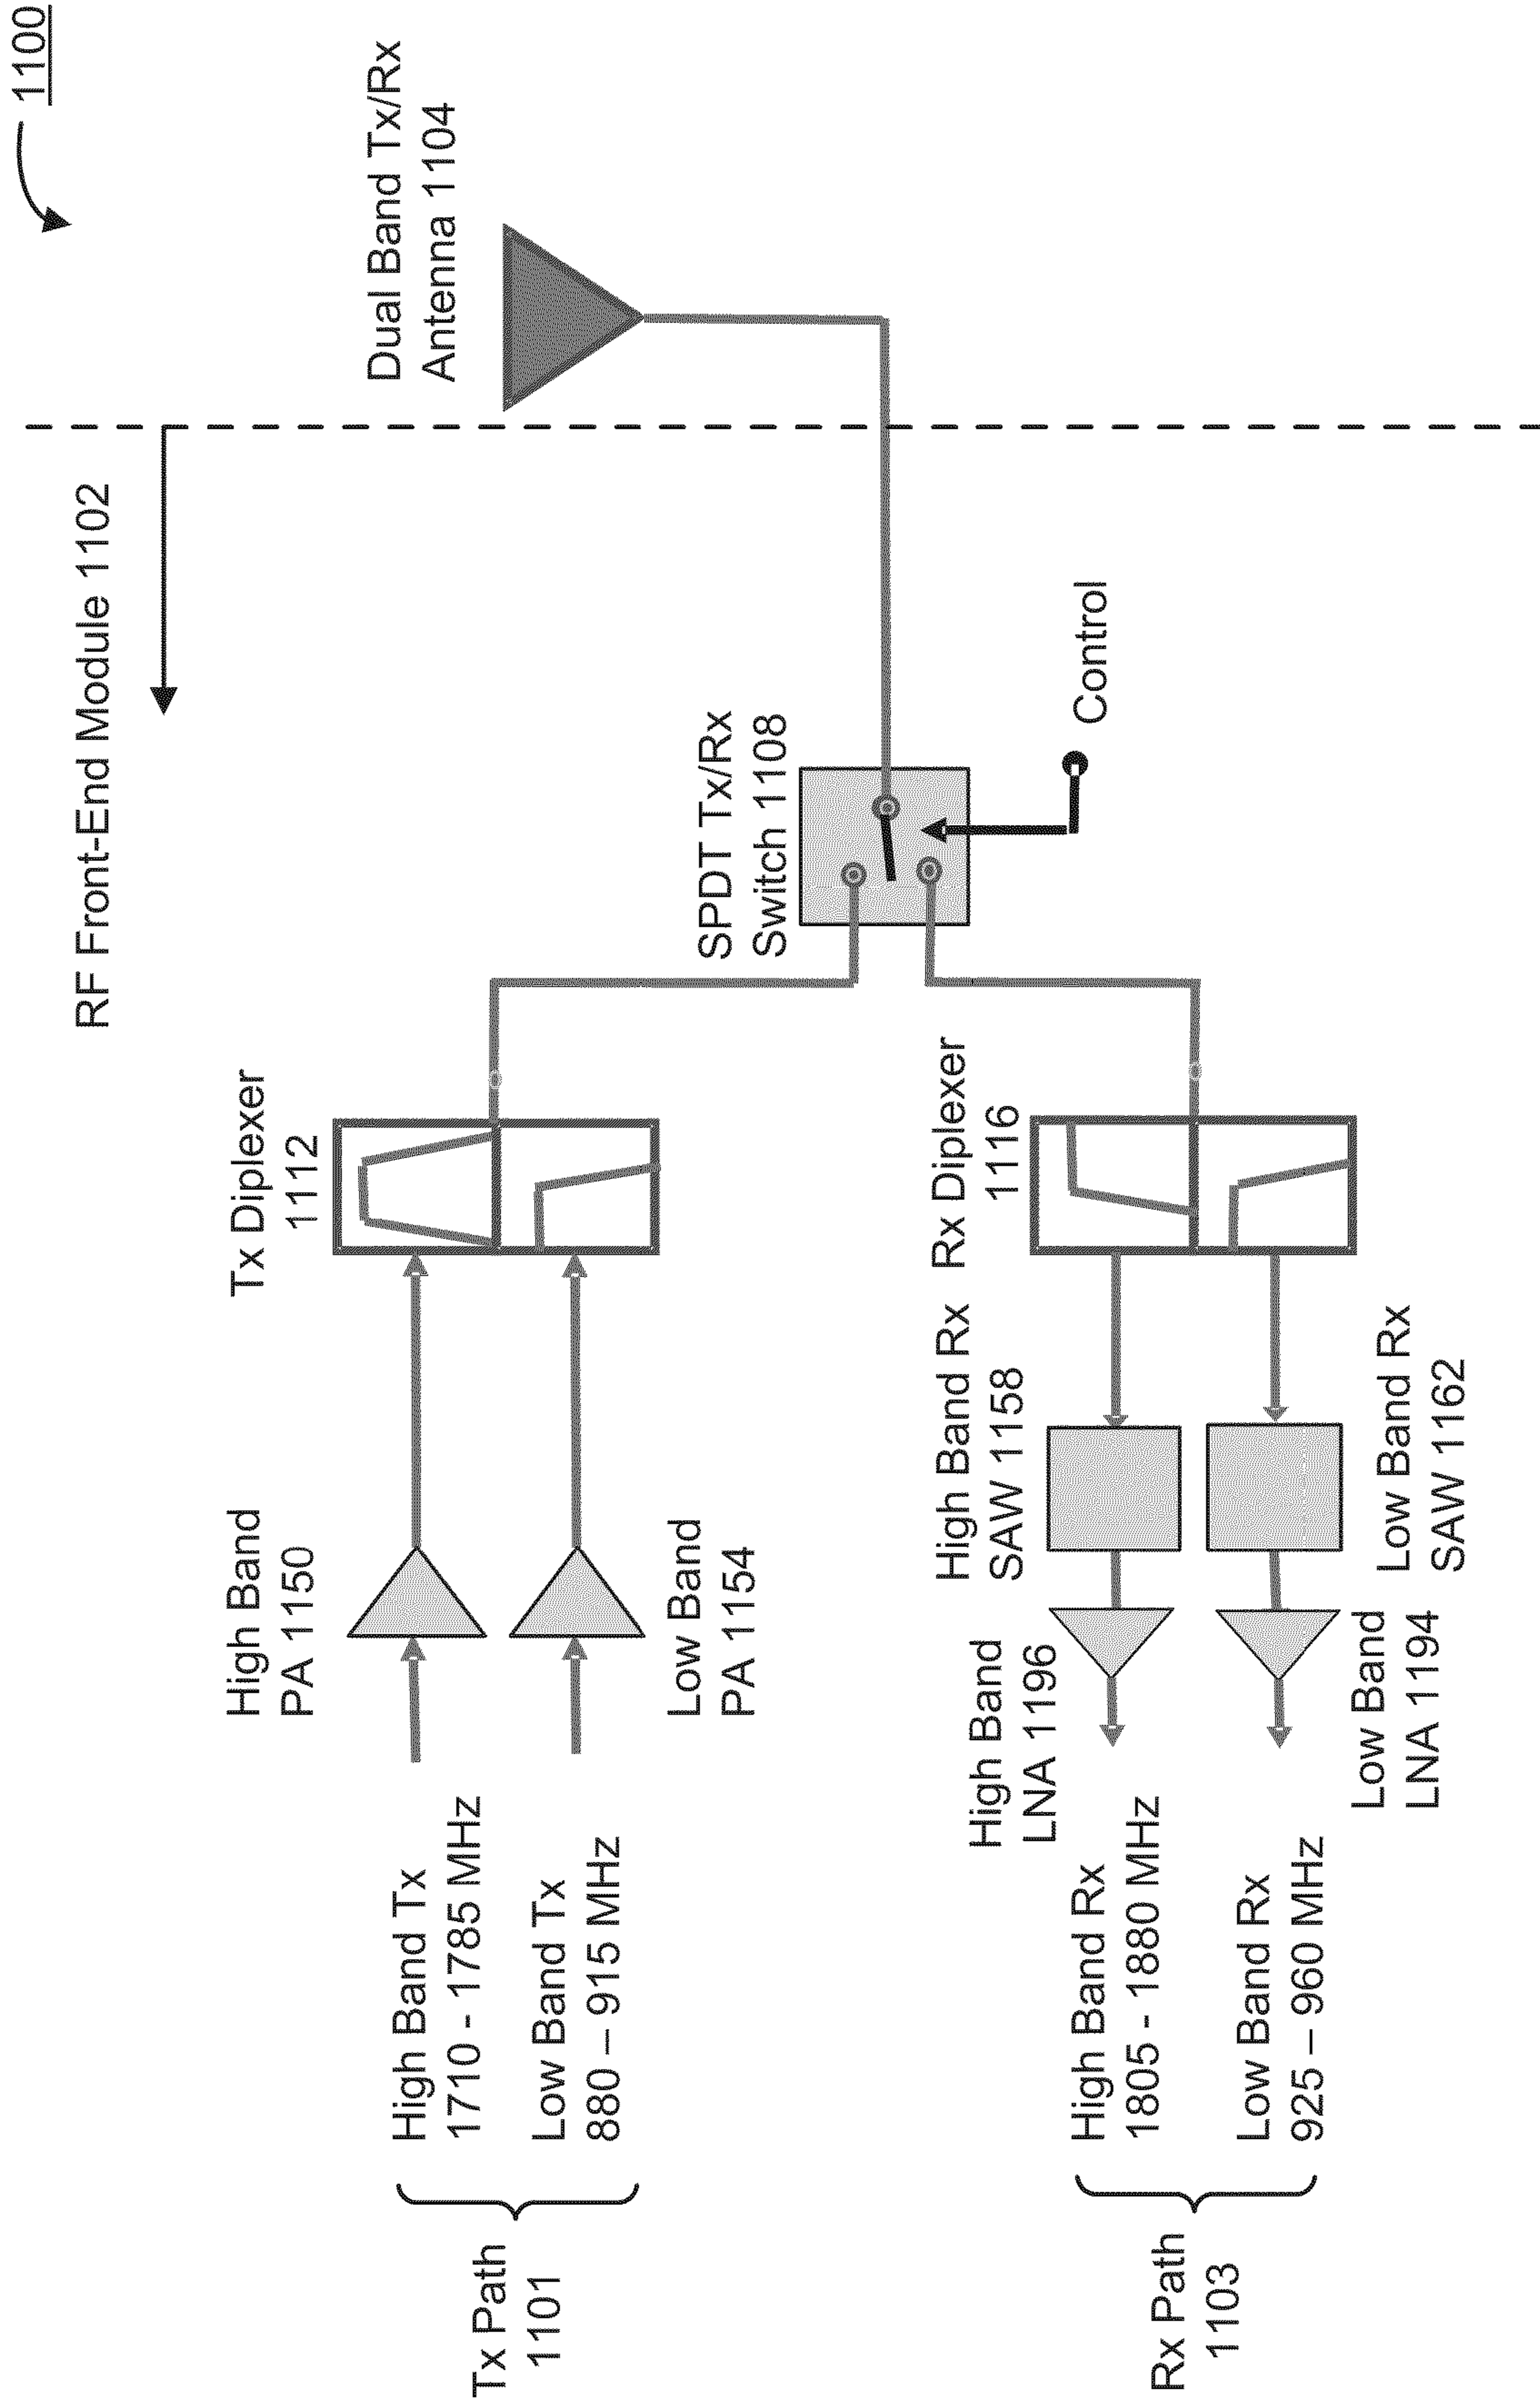 1100
RF Front-End Module 1102
Dual Band Tx/Rx
Antenna 1104
High Band
PA 1150
Tx Diplexer
1112
Tx Path
1101
High Band Tx
1710 - 1785 MHz
Low Band Tx
880 – 915 MHz
Low Band
PA 1154
SPDT Tx/Rx
Switch 1108
Control
High Band
LNA 1196
High Band Rx
SAW 1158
Rx Diplexer
1116
Rx Path
1103
High Band Rx
1805 - 1880 MHz
Low Band Rx
925 – 960 MHz
Low Band
LNA 1194
Low Band Rx
SAW 1162